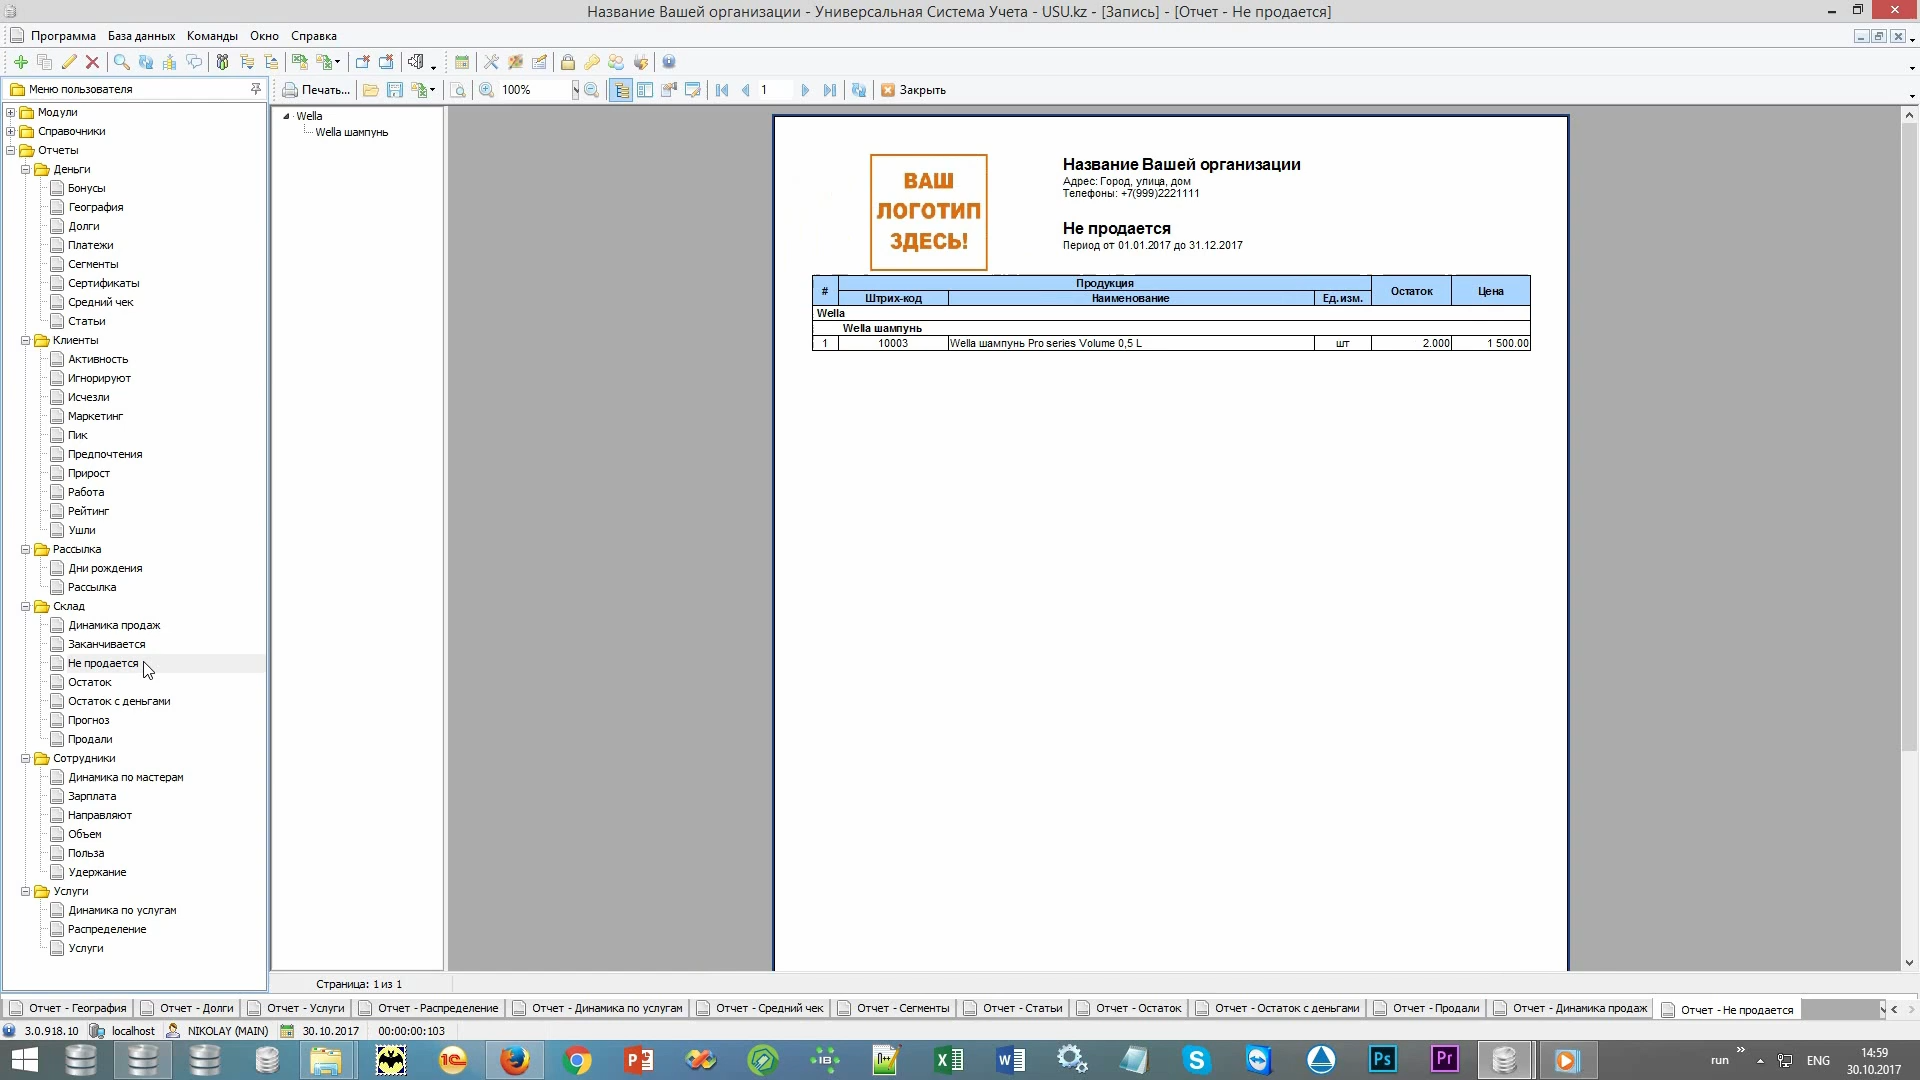 Название Вашей организации - Универсальная Система Учета - USU.kz - [Запись] - [Отчет - Не продается]
Программа База данных Команды Окно Справка
Меню пользователя
Печать... 100% 1 Закрыть
Модули
Справочники
Отчеты
Деньги
Бонусы
География
Долги
Платежи
Сегменты
Сертификаты
Средний чек
Статьи
Клиенты
Активность
Игнорируют
Исчезли
Маркетинг
Пик
Предпочтения
Прирост
Работа
Рейтинг
Ушли
Рассылка
Дни рождения
Рассылка
Склад
Динамика продаж
Заканчивается
Не продается
Остаток
Остаток с деньгами
Прогноз
Продали
Сотрудники
Динамика по мастерам
Зарплата
Направляют
Объем
Польза
Удержание
Услуги
Динамика по услугам
Распределение
Услуги
Wella
Wella шампунь
ВАШ
ЛОГОТИП
ЗДЕСЬ!
Название Вашей организации
Адрес: Город, улица, дом
Телефоны: +7(999)2221111
Не продается
Период от 01.01.2017 до 31.12.2017
# Продукция Остаток Цена
Штрих-код Наименование Ед.изм.
Wella
Wella шампунь
1 10003 Wella шампунь Pro series Volume 0,5 L шт 2.000 1 500.00
Страница: 1 из 1
Отчет - География Отчет - Долги Отчет - Услуги Отчет - Распределение Отчет - Динамика по услугам Отчет - Средний чек Отчет - Сегменты Отчет - Статьи Отчет - Остаток Отчет - Остаток с деньгами Отчет - Продали Отчет - Динамика продаж Отчет - Не продается
3.0.918.10 localhost NIKOLAY (MAIN) 30.10.2017 00:00:00:103
run ENG 14:59
30.10.2017